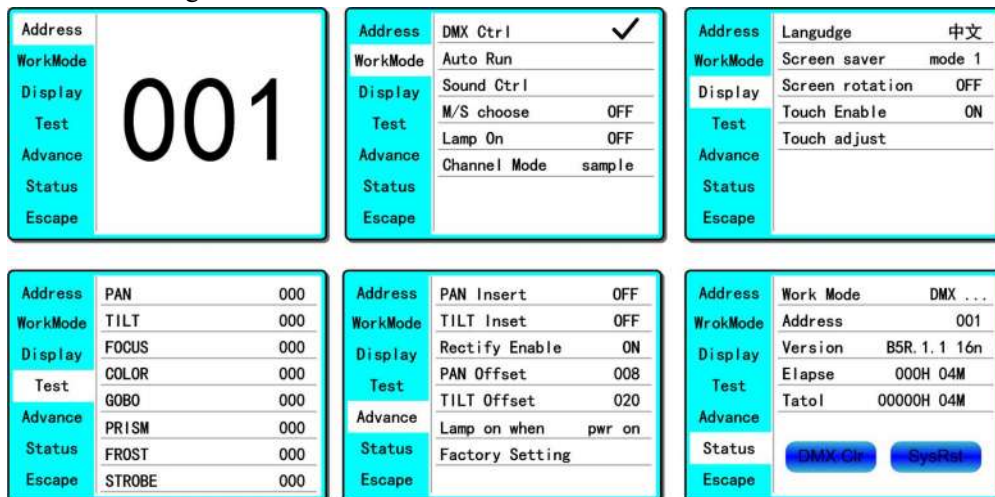 Address
WorkMode
Display
Test
Advance
Status
Escape
001
Address
WorkMode
Display
Test
Advance
Status
Escape
DMX Ctrl
Auto Run
Sound Ctrl
M/S choose OFF
Lamp On OFF
Channel Mode sample
Address
WorkMode
Display
Test
Advance
Status
Escape
Langudge 中文
Screen saver mode 1
Screen rotation OFF
Touch Enable ON
Touch adjust
Address
WorkMode
Display
Test
Advance
Status
Escape
PAN 000
TILT 000
FOCUS 000
COLOR 000
GOBO 000
PRISM 000
FROST 000
STROBE 000
Address
WorkMode
Display
Test
Advance
Status
Escape
PAN Insert OFF
TILT Inset OFF
Rectify Enable ON
PAN Offset 008
TILT Offset 020
Lamp on when pwr on
Factory Setting
Address
WrokMode
Display
Test
Advance
Status
Escape
Work Mode DMX ...
Address 001
Version B5R.1.1 16n
Elapse 000H 04M
Tatol 00000H 04M
DMX Clr SysRst